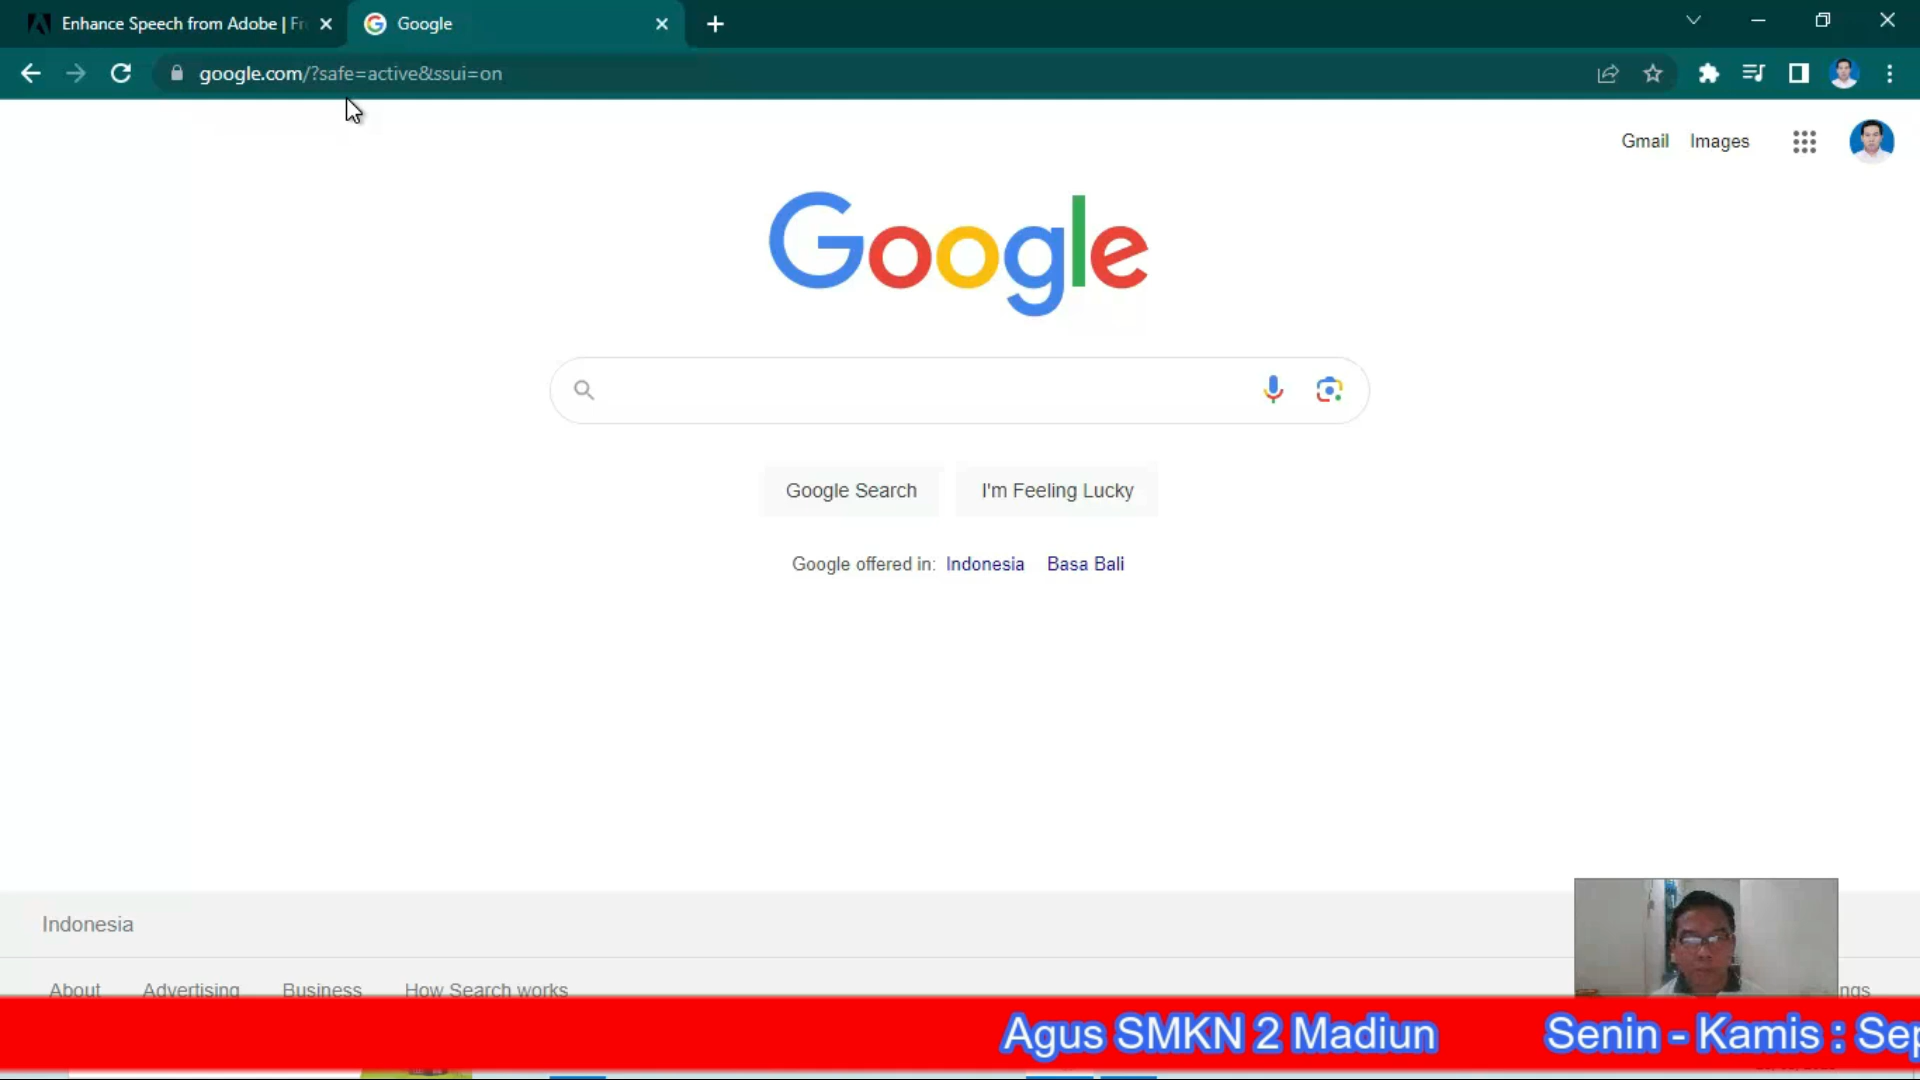 Enhance Speech from Adobe | Fr
Google
google.com/?safe=active&ssui=on
Gmail Images
Google
Google Search I'm Feeling Lucky
Google offered in: Indonesia Basa Bali
Indonesia
About Advertising Business How Search works
Agus SMKN 2 Madiun Senin - Kamis : Sep